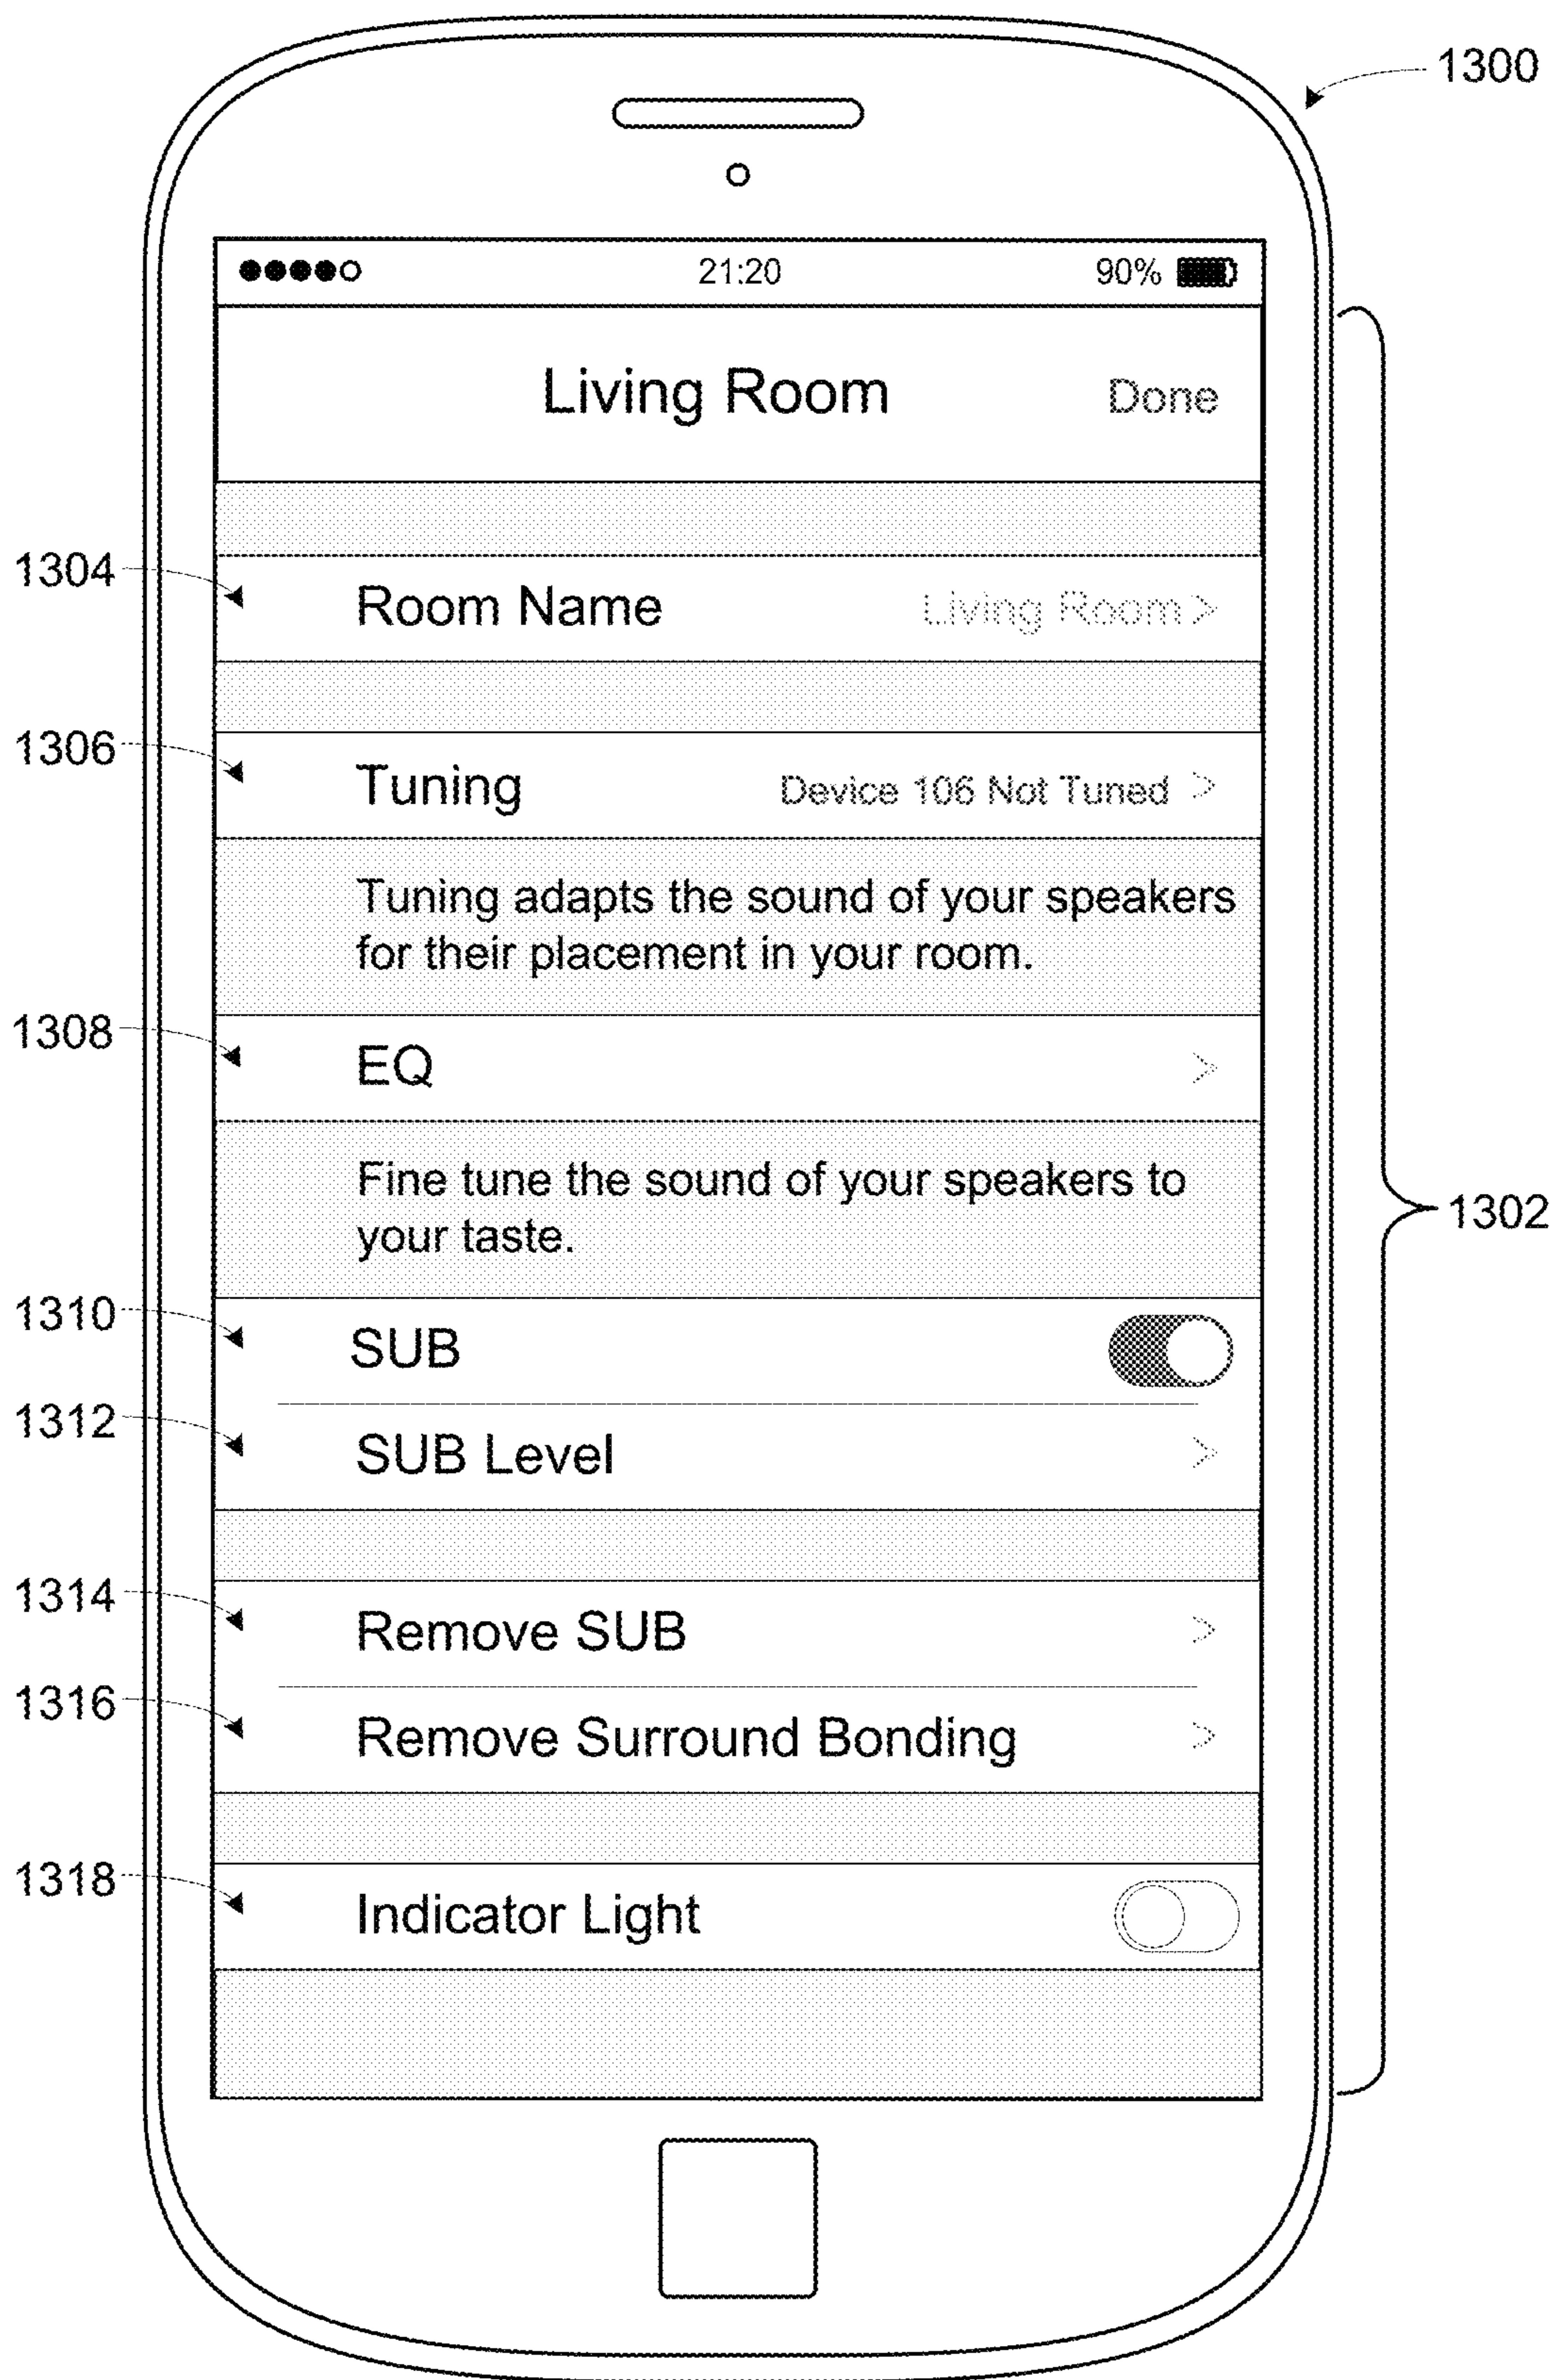 1300
21:20 90%
Living Room Done
1304 Room Name Living Room >
1306 Tuning Device 106 Not Tuned >
Tuning adapts the sound of your speakers
for their placement in your room.
1308 EQ >
Fine tune the sound of your speakers to
your taste.
1302
1310 SUB
1312 SUB Level >
1314 Remove SUB >
1316 Remove Surround Bonding >
1318 Indicator Light